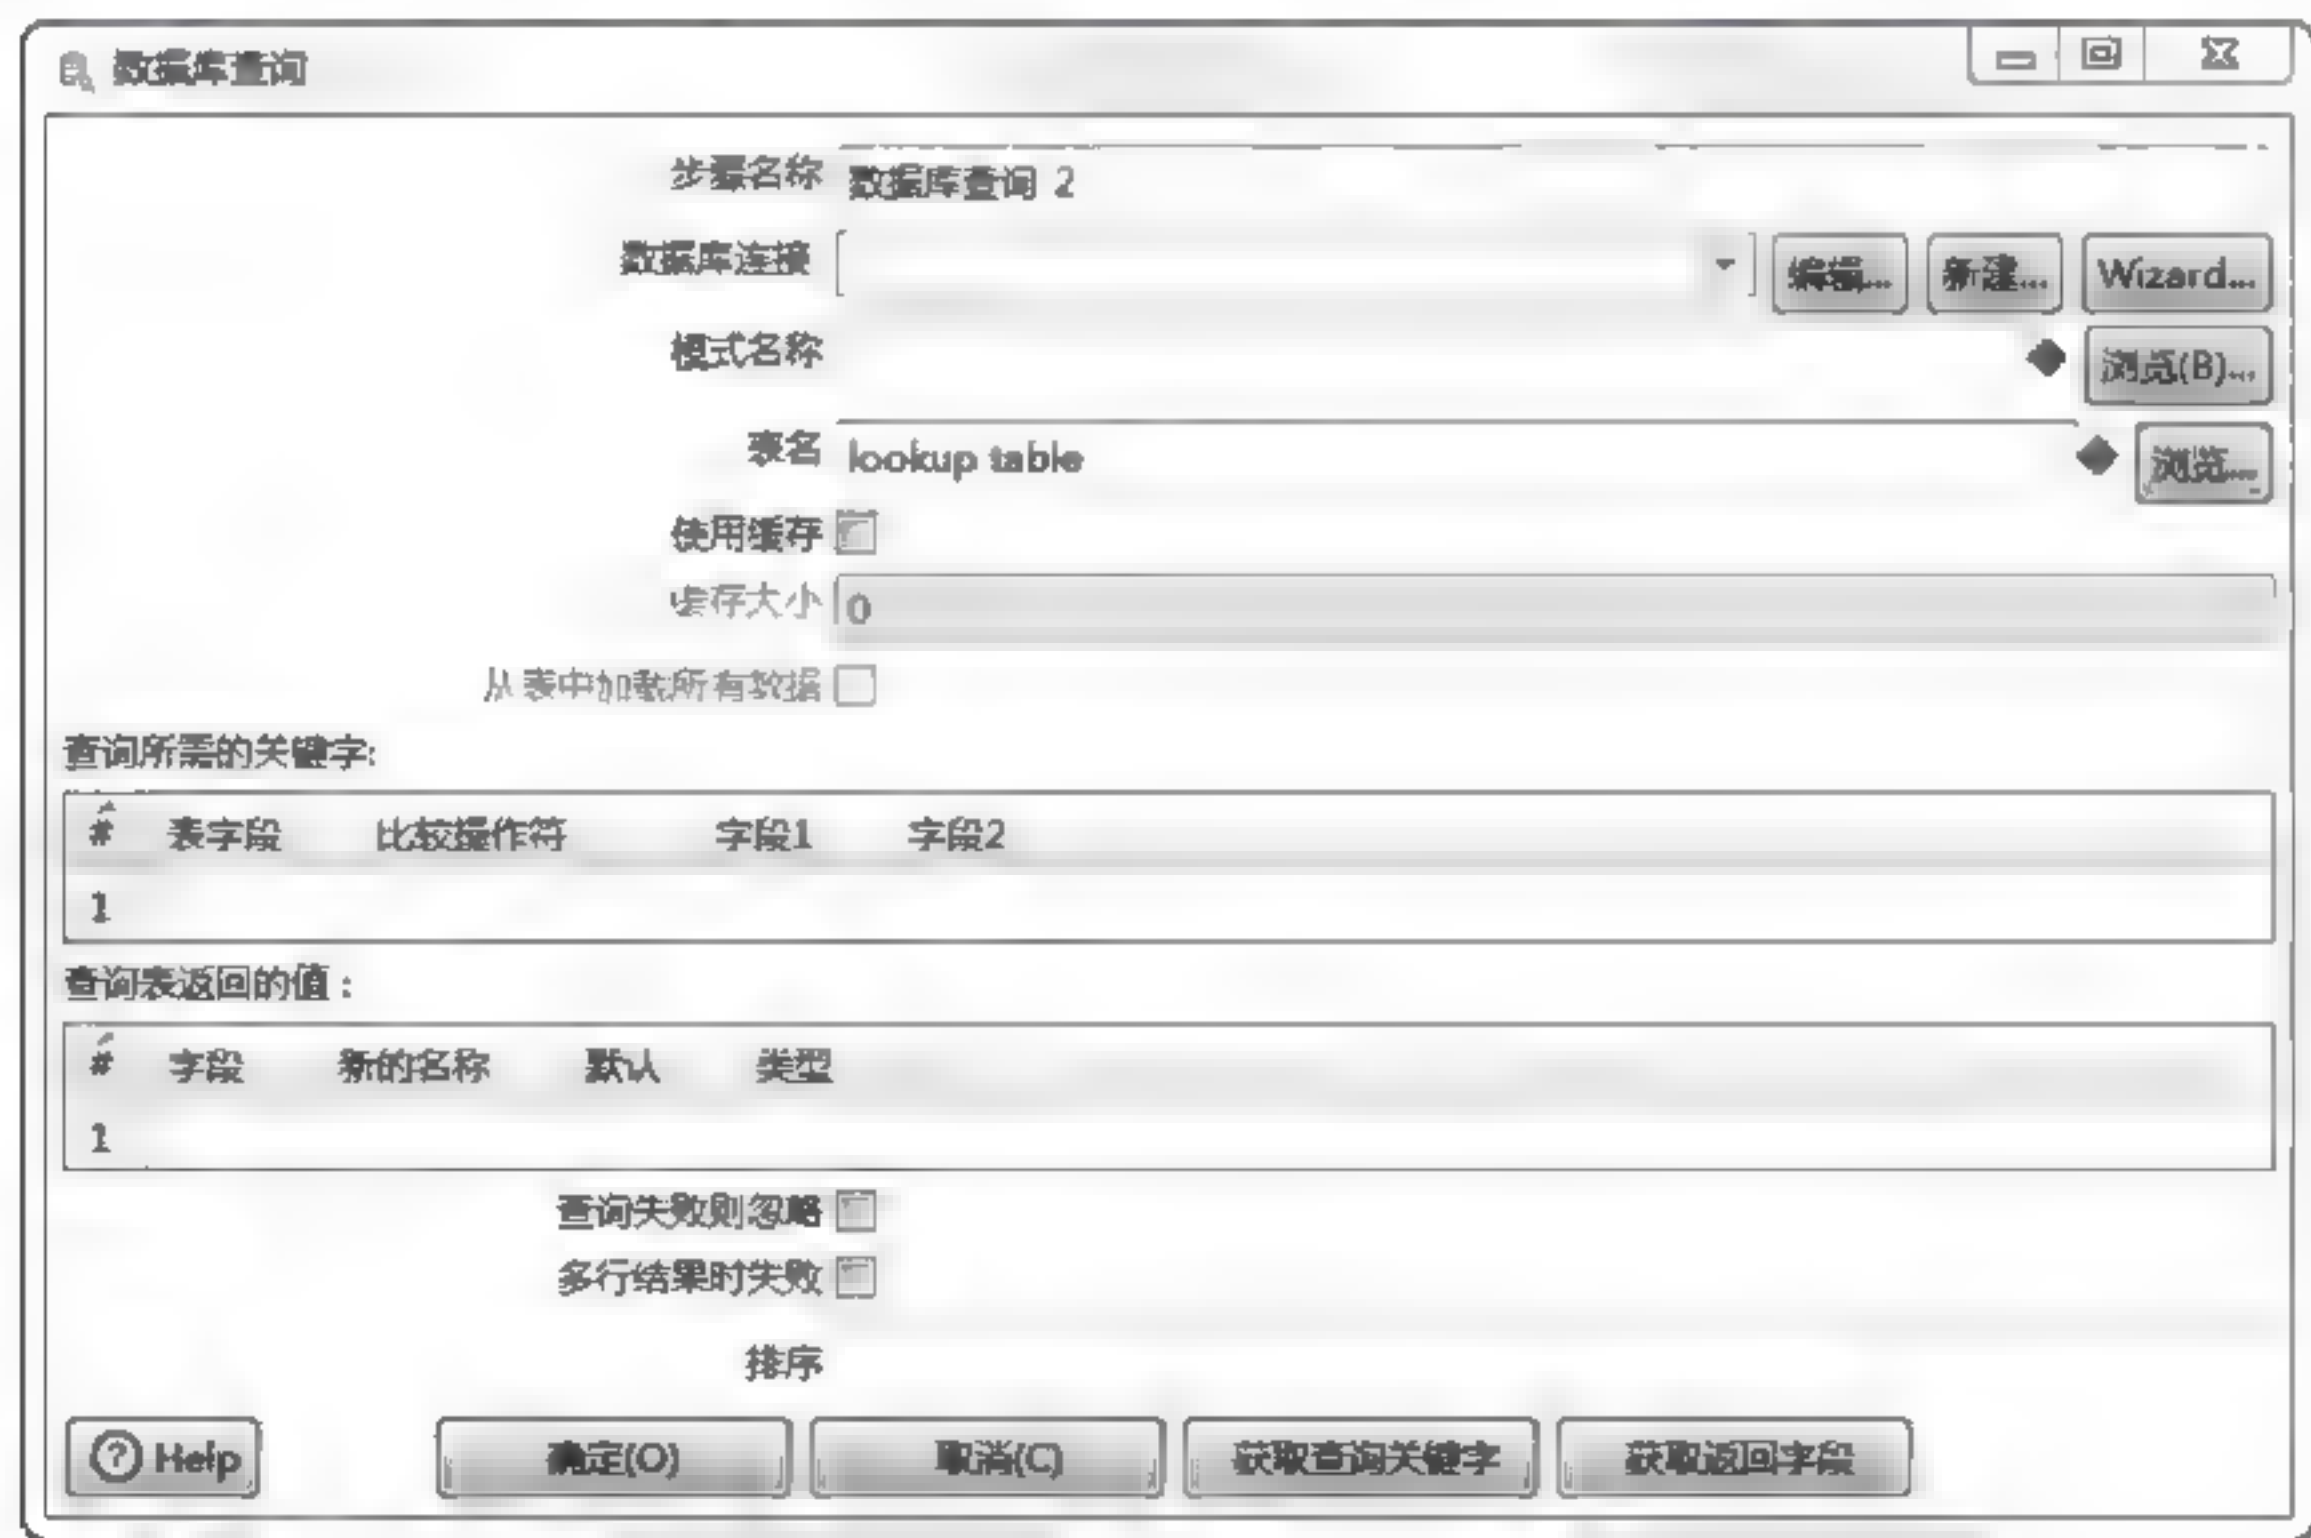 数据库查询
步骤名称 数据库查询 2
数据库连接 编辑... 新建... Wizard...
模式名称 浏览(B)...
表名 lookup table 浏览...
使用缓存
缓存大小 0
从表中加载所有数据
查询所需的关键字:
# 表字段 比较操作符 字段1 字段2
1
查询表返回的值：
# 字段 新的名称 默认 类型
1
查询失败则忽略
多行结果时失败
排序
Help 确定(O) 取消(C) 获取查询关键字 获取返回字段